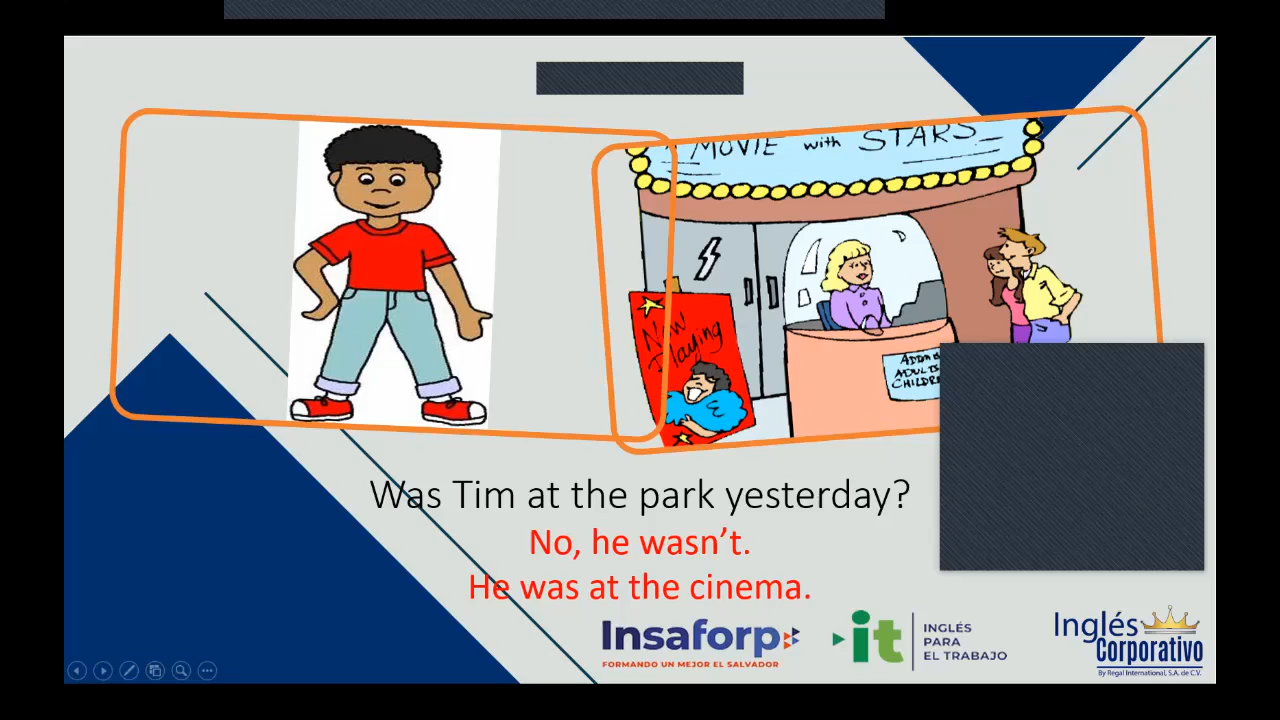 MOVIE with STARS
Now
Playing
ADULTS
Was Tim at the park yesterday?
No, he wasn't.
He was at the cinema.
Insaforp
FORMANDO UN MEJOR EL SALVADOR
it
INGLÉS
PARA
EL TRABAJO
Inglés
Corporativo
By Regal International, S.A. de C.V.